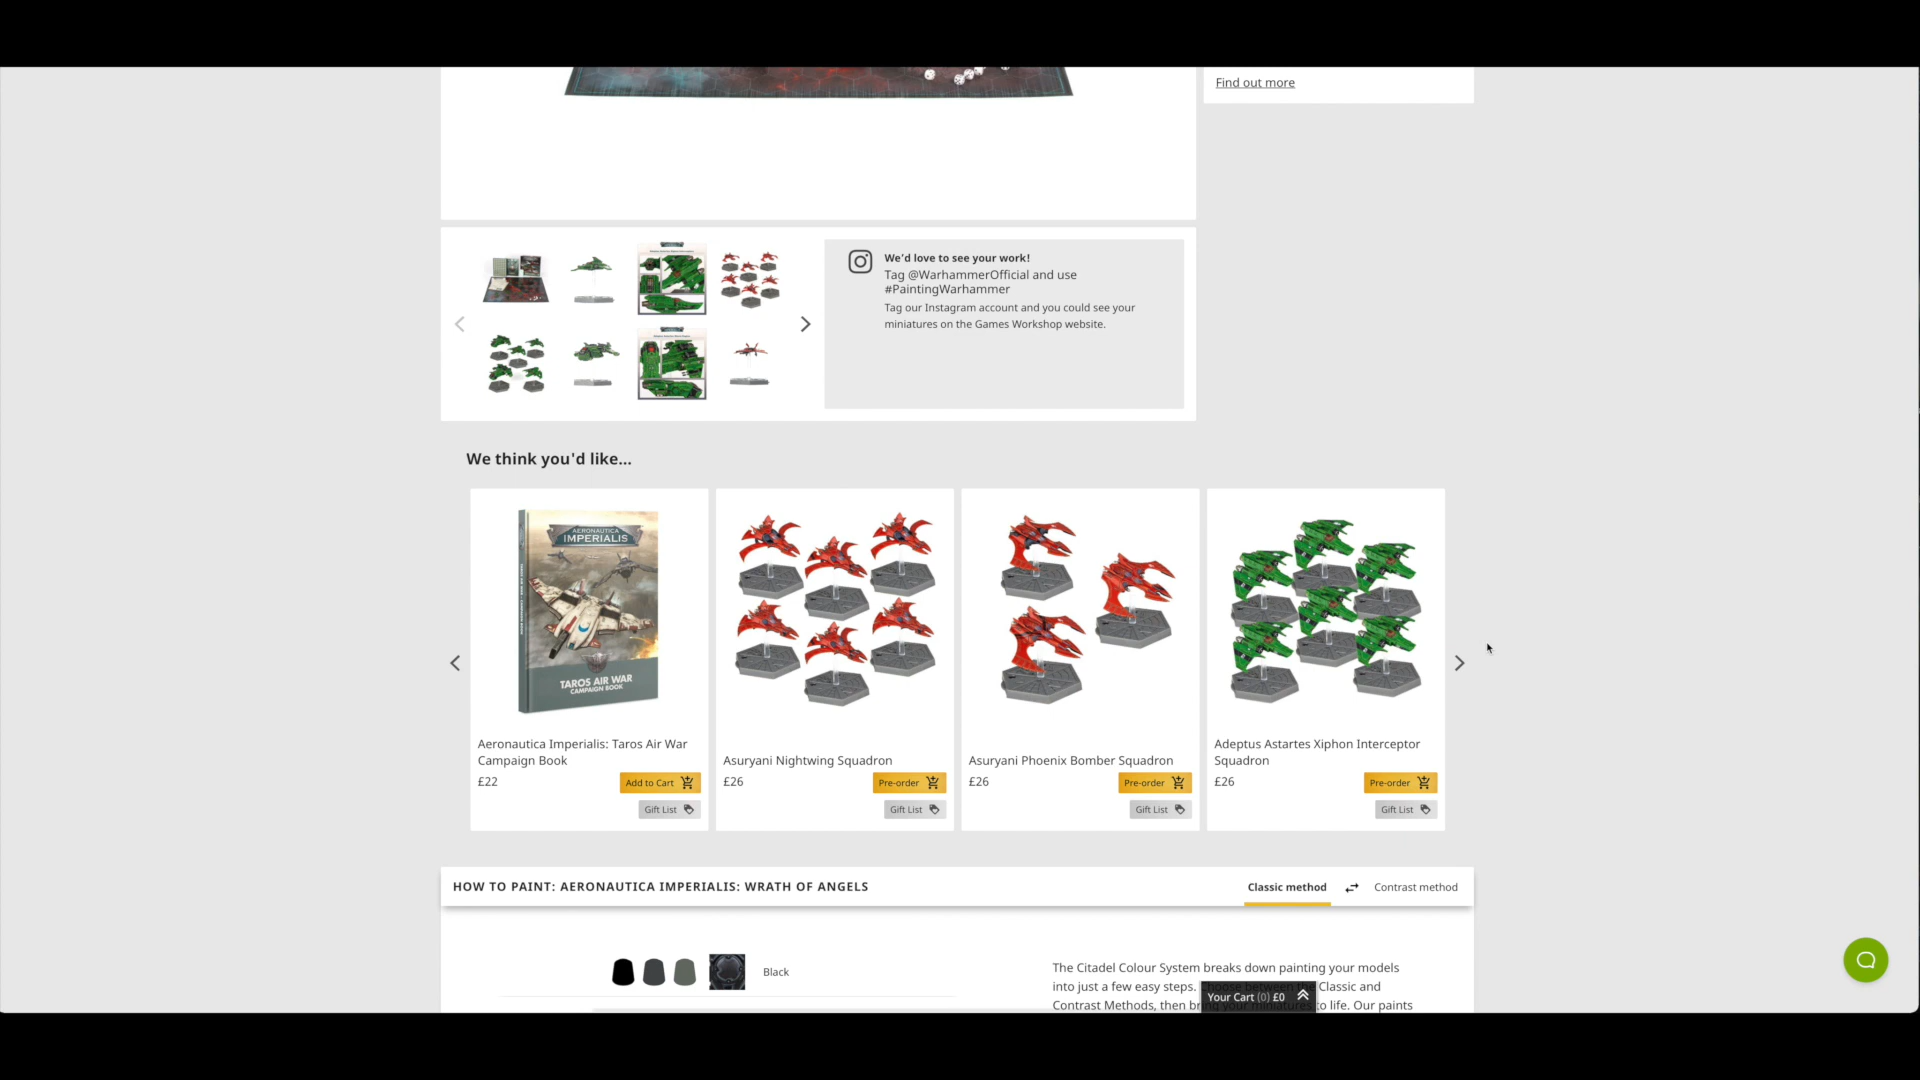 Find out more
We'd love to see your work!
Tag @WarhammerOfficial and use
#PaintingWarhammer
Tag our Instagram account and you could see your
miniatures on the Games Workshop website.
We think you'd like...
AERONAUTICA
IMPERIALIS
TAROS AIR WAR
CAMPAIGN BOOK
Aeronautica Imperialis: Taros Air War
Campaign Book
£22
Add to Cart
Gift List
Asuryani Nightwing Squadron
£26
Pre-order
Gift List
Asuryani Phoenix Bomber Squadron
£26
Pre-order
Gift List
Adeptus Astartes Xiphon Interceptor
Squadron
£26
Pre-order
Gift List
HOW TO PAINT: AERONAUTICA IMPERIALIS: WRATH OF ANGELS
Classic method
Contrast method
Black
The Citadel Colour System breaks down painting your models
into just a few easy steps. Choose between the Classic and
Contrast Methods, then bring your miniatures to life. Our paints
Your Cart (0) £0